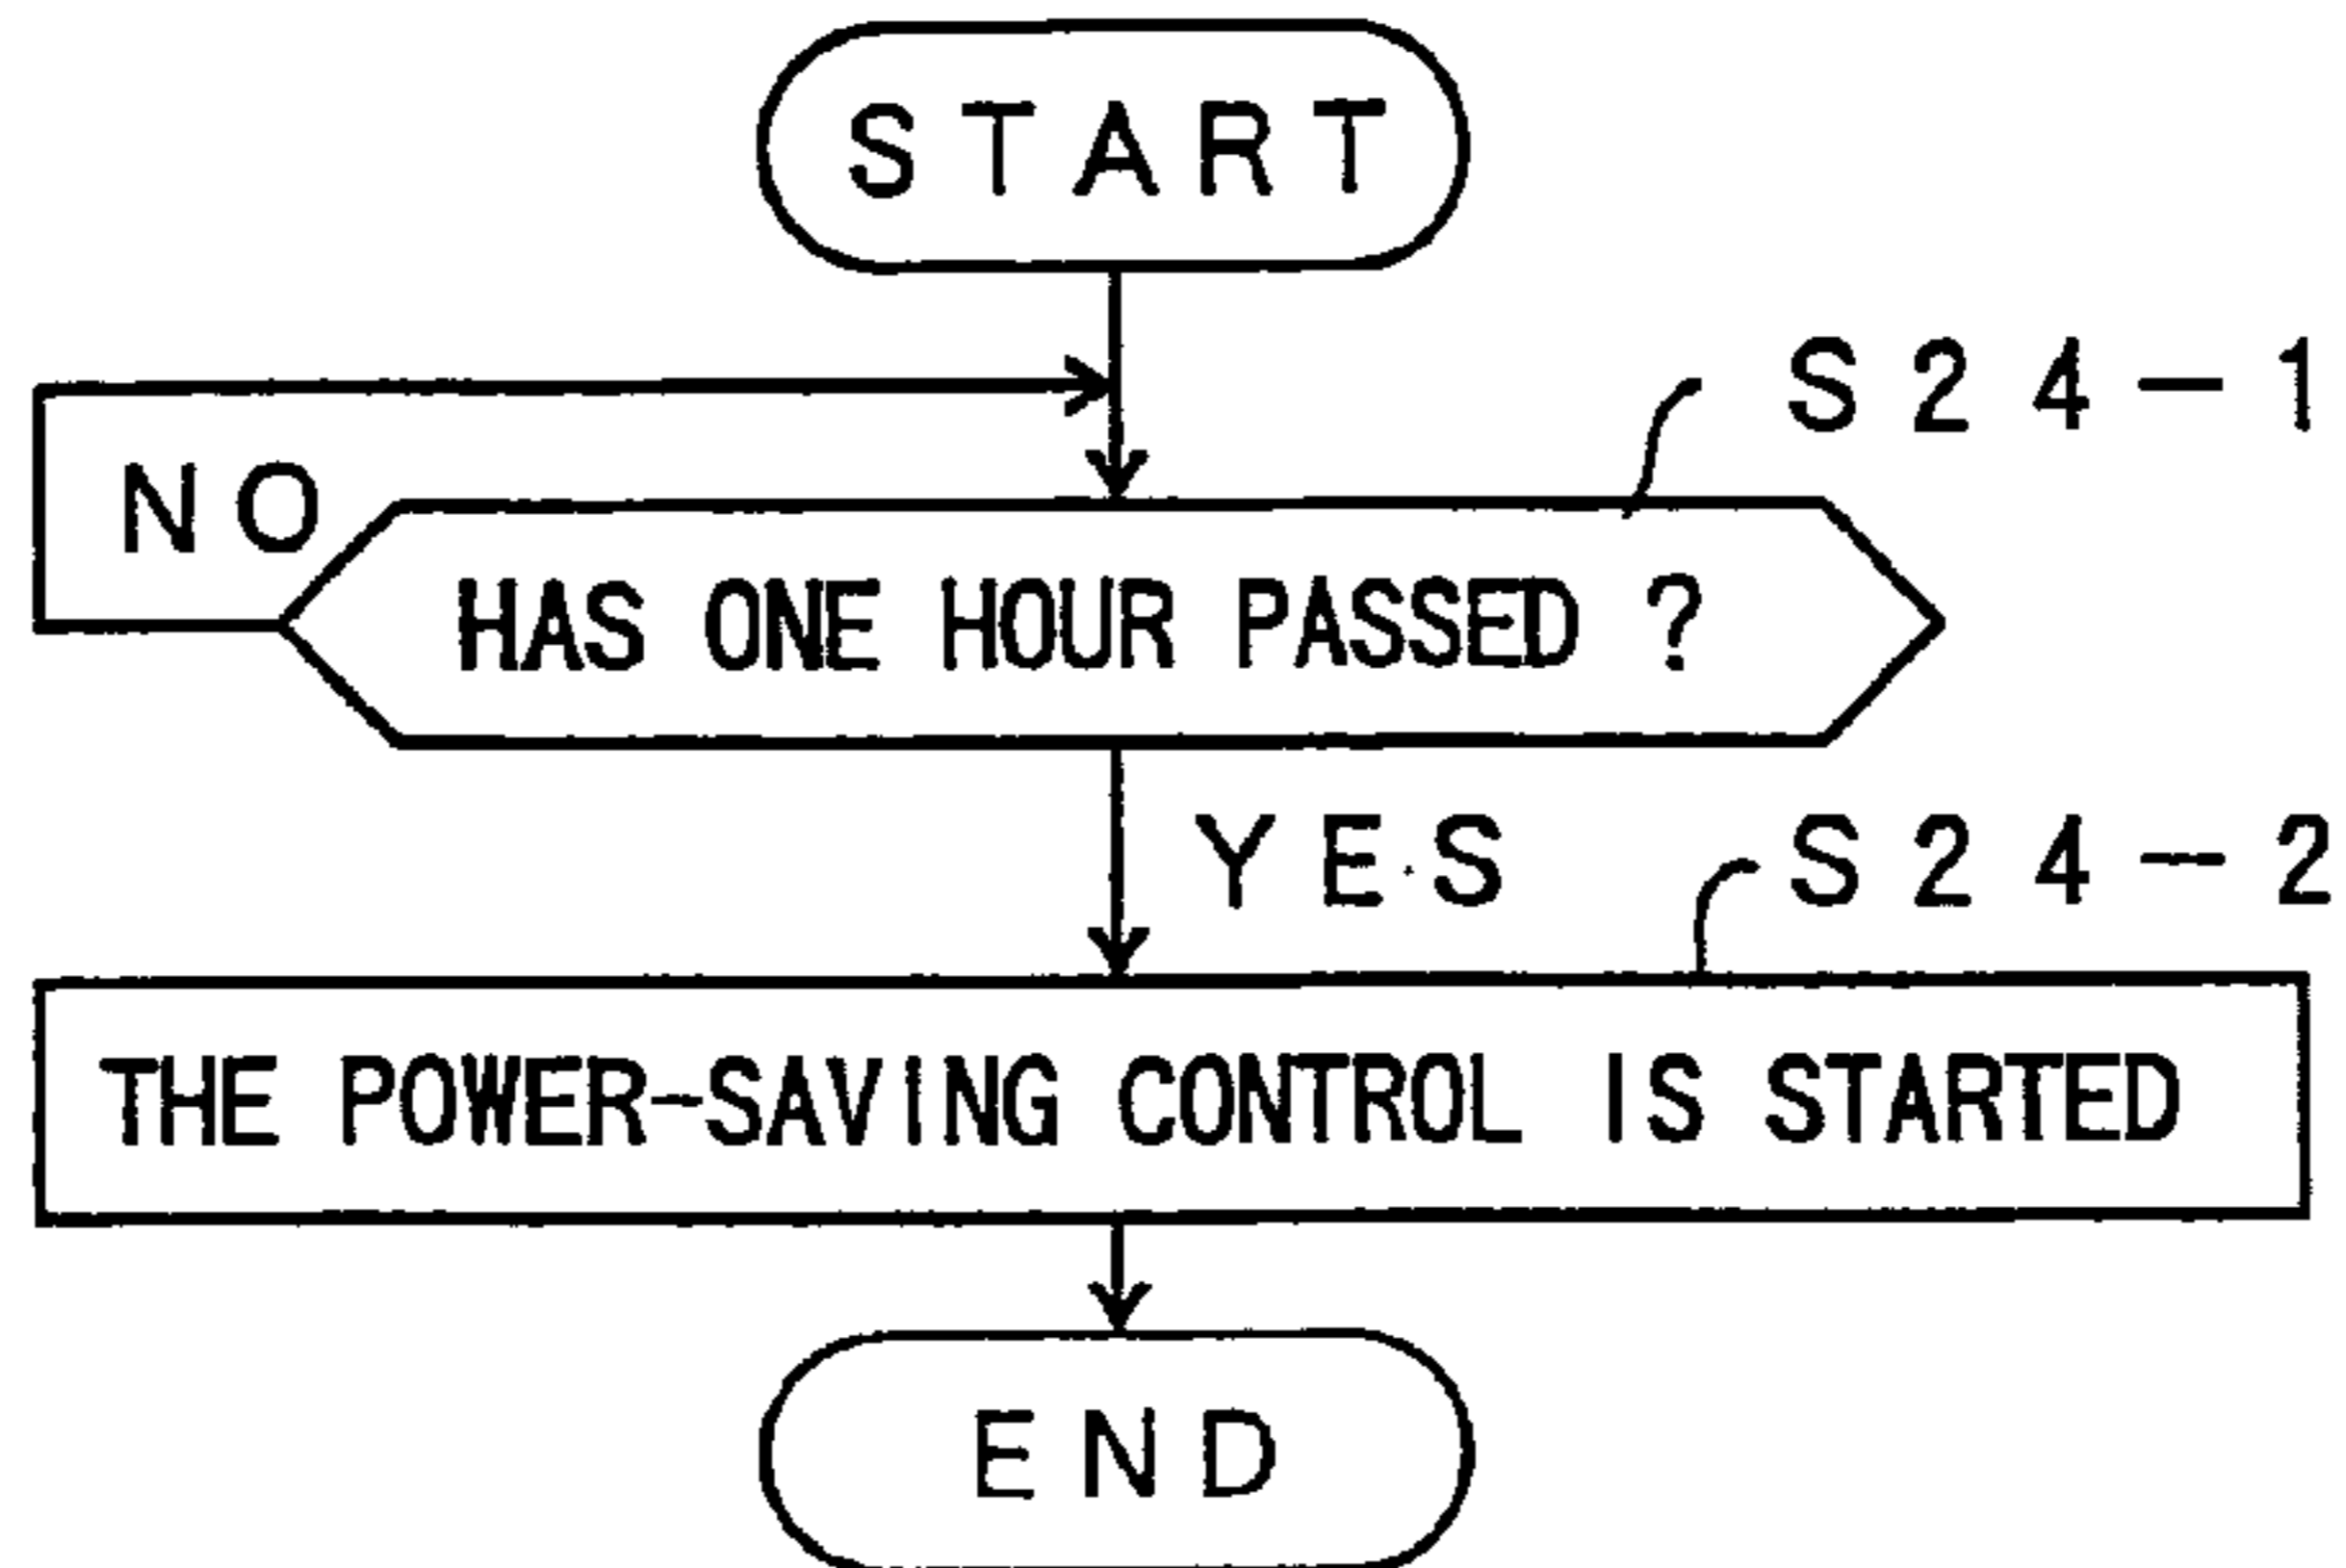 START
S24-1
NO
HAS ONE HOUR PASSED ?
YES
S24-2
THE POWER-SAVING CONTROL IS STARTED
END